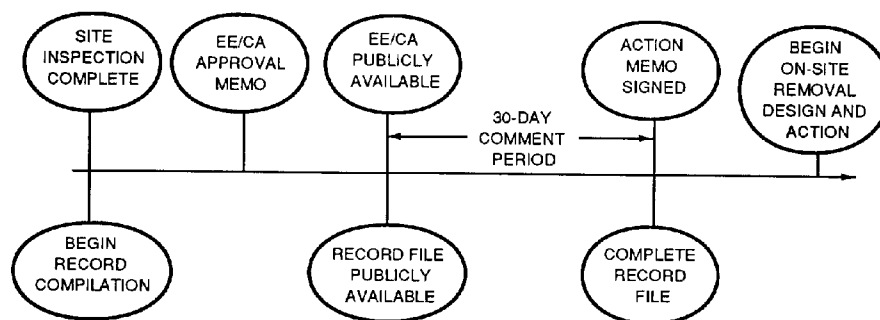 SITE
INSPECTION
COMPLETE
EE/CA
APPROVAL
MEMO
EE/CA
PUBLICLY
AVAILABLE
30-DAY
COMMENT
PERIOD
ACTION
MEMO
SIGNED
BEGIN
ON-SITE
REMOVAL
DESIGN AND
ACTION
BEGIN
RECORD
COMPILATION
RECORD FILE
PUBLICLY
AVAILABLE
COMPLETE
RECORD
FILE